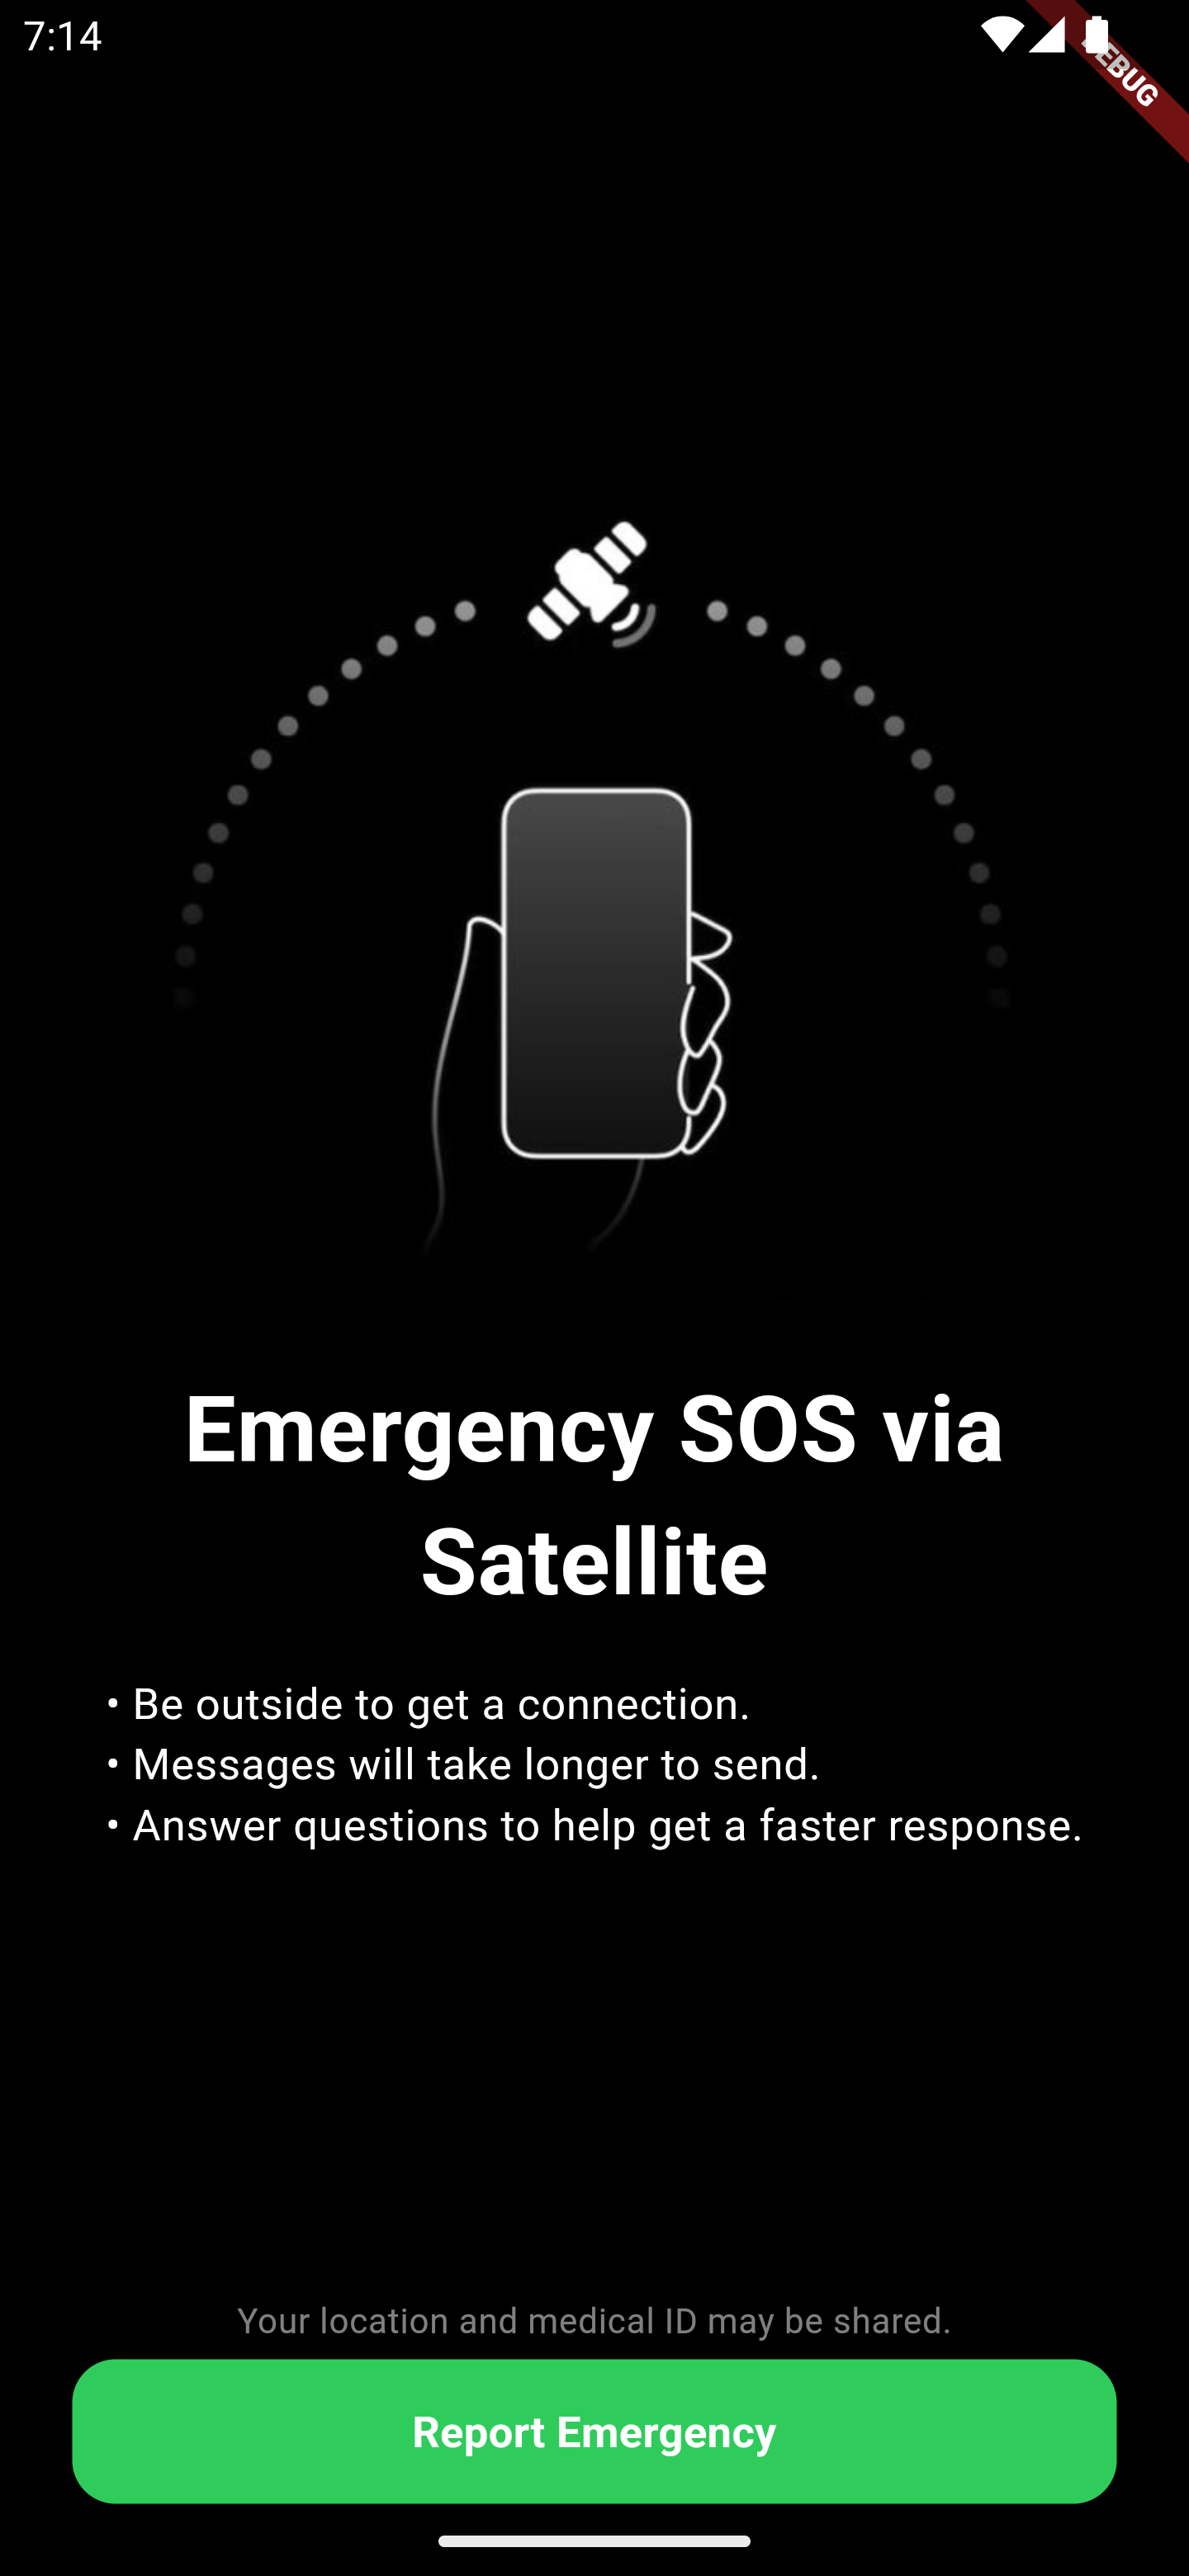 7:14
DEBUG
Emergency SOS via
Satellite
• Be outside to get a connection.
• Messages will take longer to send.
• Answer questions to help get a faster response.
Your location and medical ID may be shared.
Report Emergency